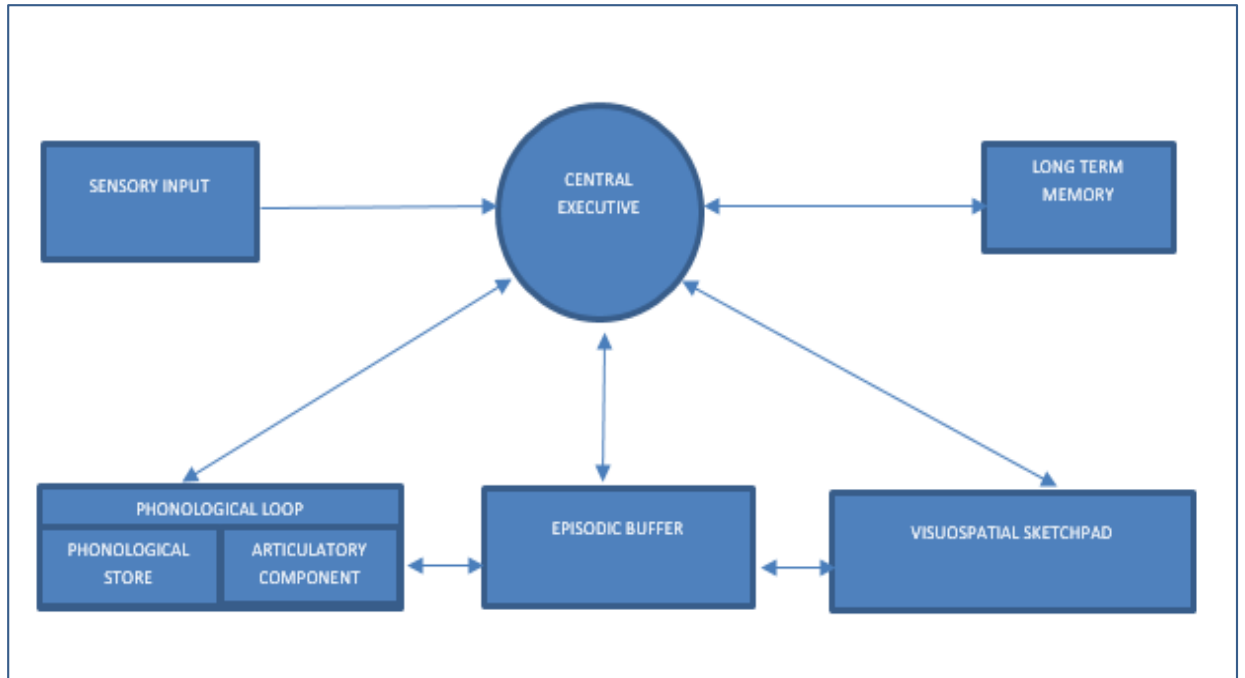 SENSORY INPUT
CENTRAL
EXECUTIVE
LONG TERM
MEMORY
PHONOLOGICAL LOOP
PHONOLOGICAL
STORE
ARTICULATORY
COMPONENT
EPISODIC BUFFER
VISUOSPATIAL SKETCHPAD